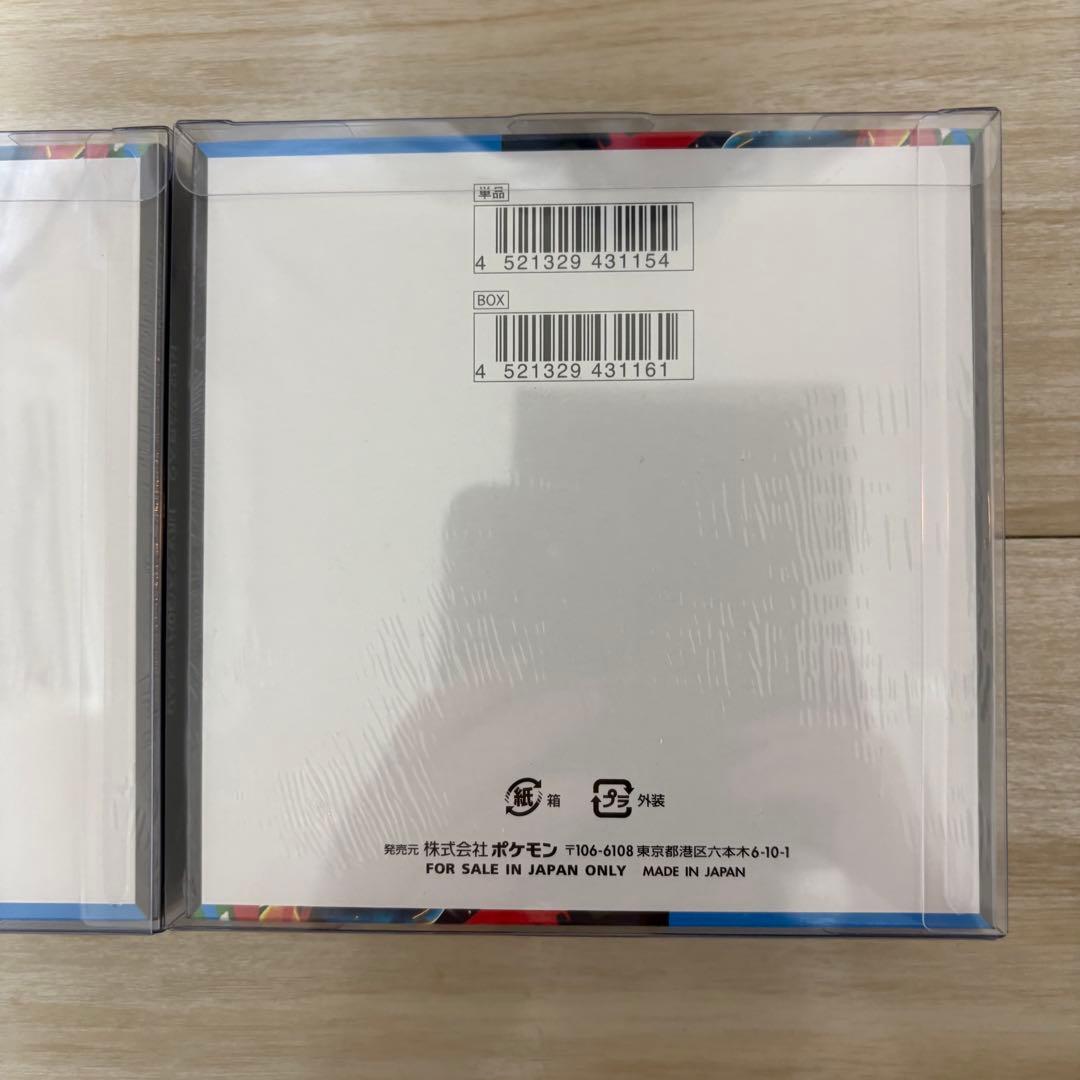 単品
4 521329 431154
BOX
4 521329 431161
紙 箱 プラ 外装
発売元 株式会社 ポケモン 〒106-6108 東京都港区六本木6-10-1
FOR SALE IN JAPAN ONLY MADE IN JAPAN